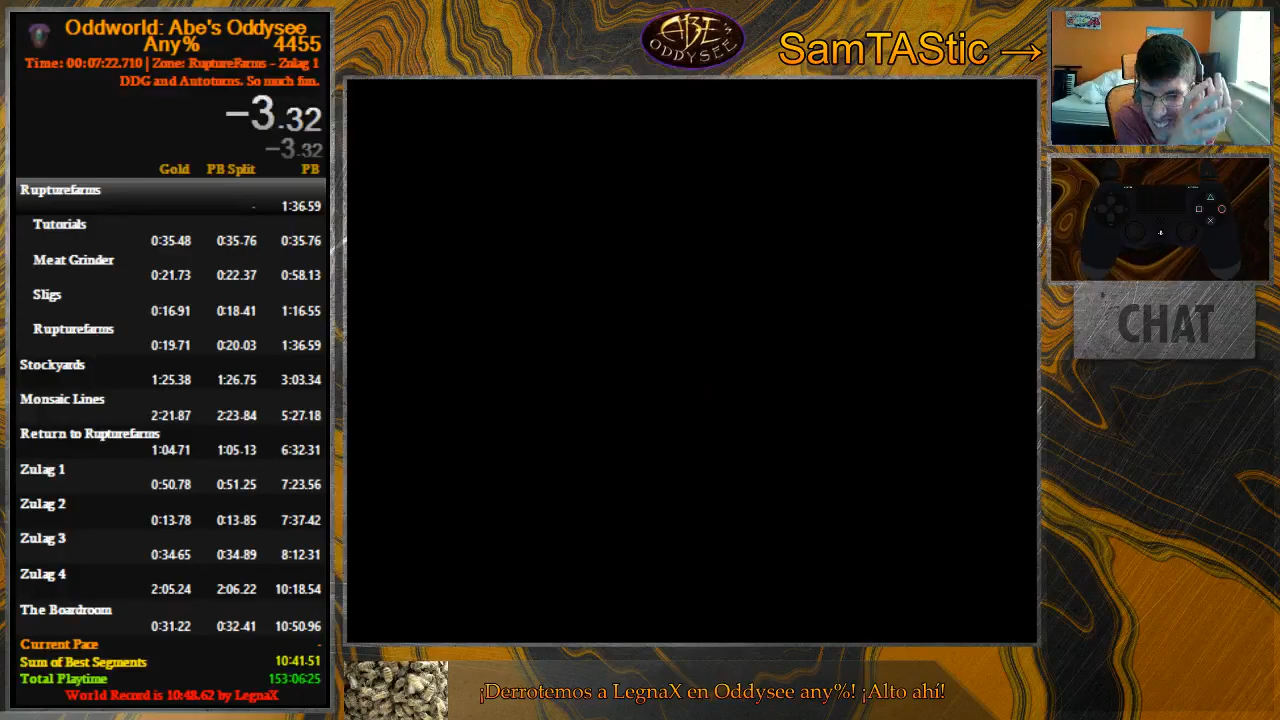 Oddworld: Abe's Oddysee
Any% 4455
Time: 00:07:22.710 | Zone: RuptureFarms - Zulag 1
DDG and Autoturns. So much fun.
−3.32
−3.32
Gold PB Split PB
Rupturefarms
- 1:36.59
Tutorials
0:35.48 0:35.76 0:35.76
Meat Grinder
0:21.73 0:22.37 0:58.13
Sligs
0:16.91 0:18.41 1:16.55
Rupturefarms
0:19.71 0:20.03 1:36.59
Stockyards
1:25.38 1:26.75 3:03.34
Monsaic Lines
2:21.87 2:23.84 5:27.18
Return to Rupturefarms
1:04.71 1:05.13 6:32.31
Zulag 1
0:50.78 0:51.25 7:23.56
Zulag 2
0:13.78 0:13.85 7:37.42
Zulag 3
0:34.65 0:34.89 8:12.31
Zulag 4
2:05.24 2:06.22 10:18.54
The Boardroom
0:31.22 0:32.41 10:50.96
Current Pace -
Sum of Best Segments 10:41.51
Total Playtime 153:06:25
World Record is 10:48.62 by LegnaX
ABE'S
ODDYSEE
SamTAStic →
CHAT
¡Derrotemos a LegnaX en Oddysee any%! ¡Alto ahí!